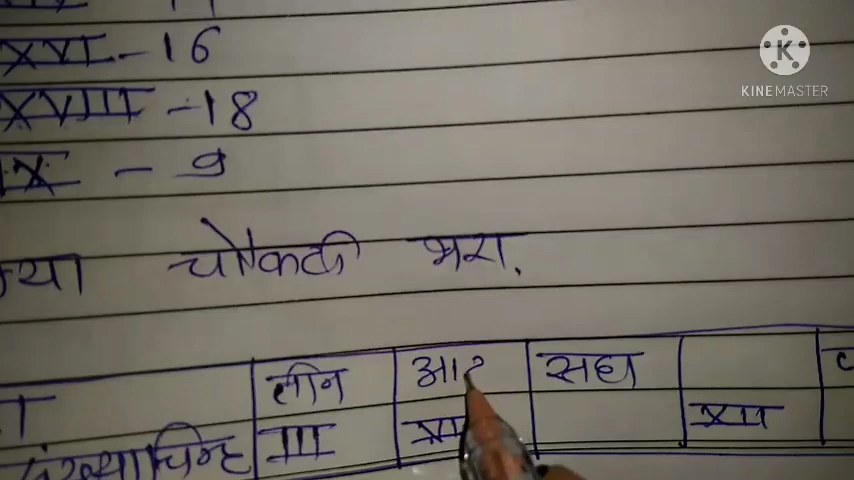 XVI - 16
KINEMASTER
XVIII - 18
IX - 9
चौकटी भरा.
तीन आठ सहा
संख्याचिन्ह III XII